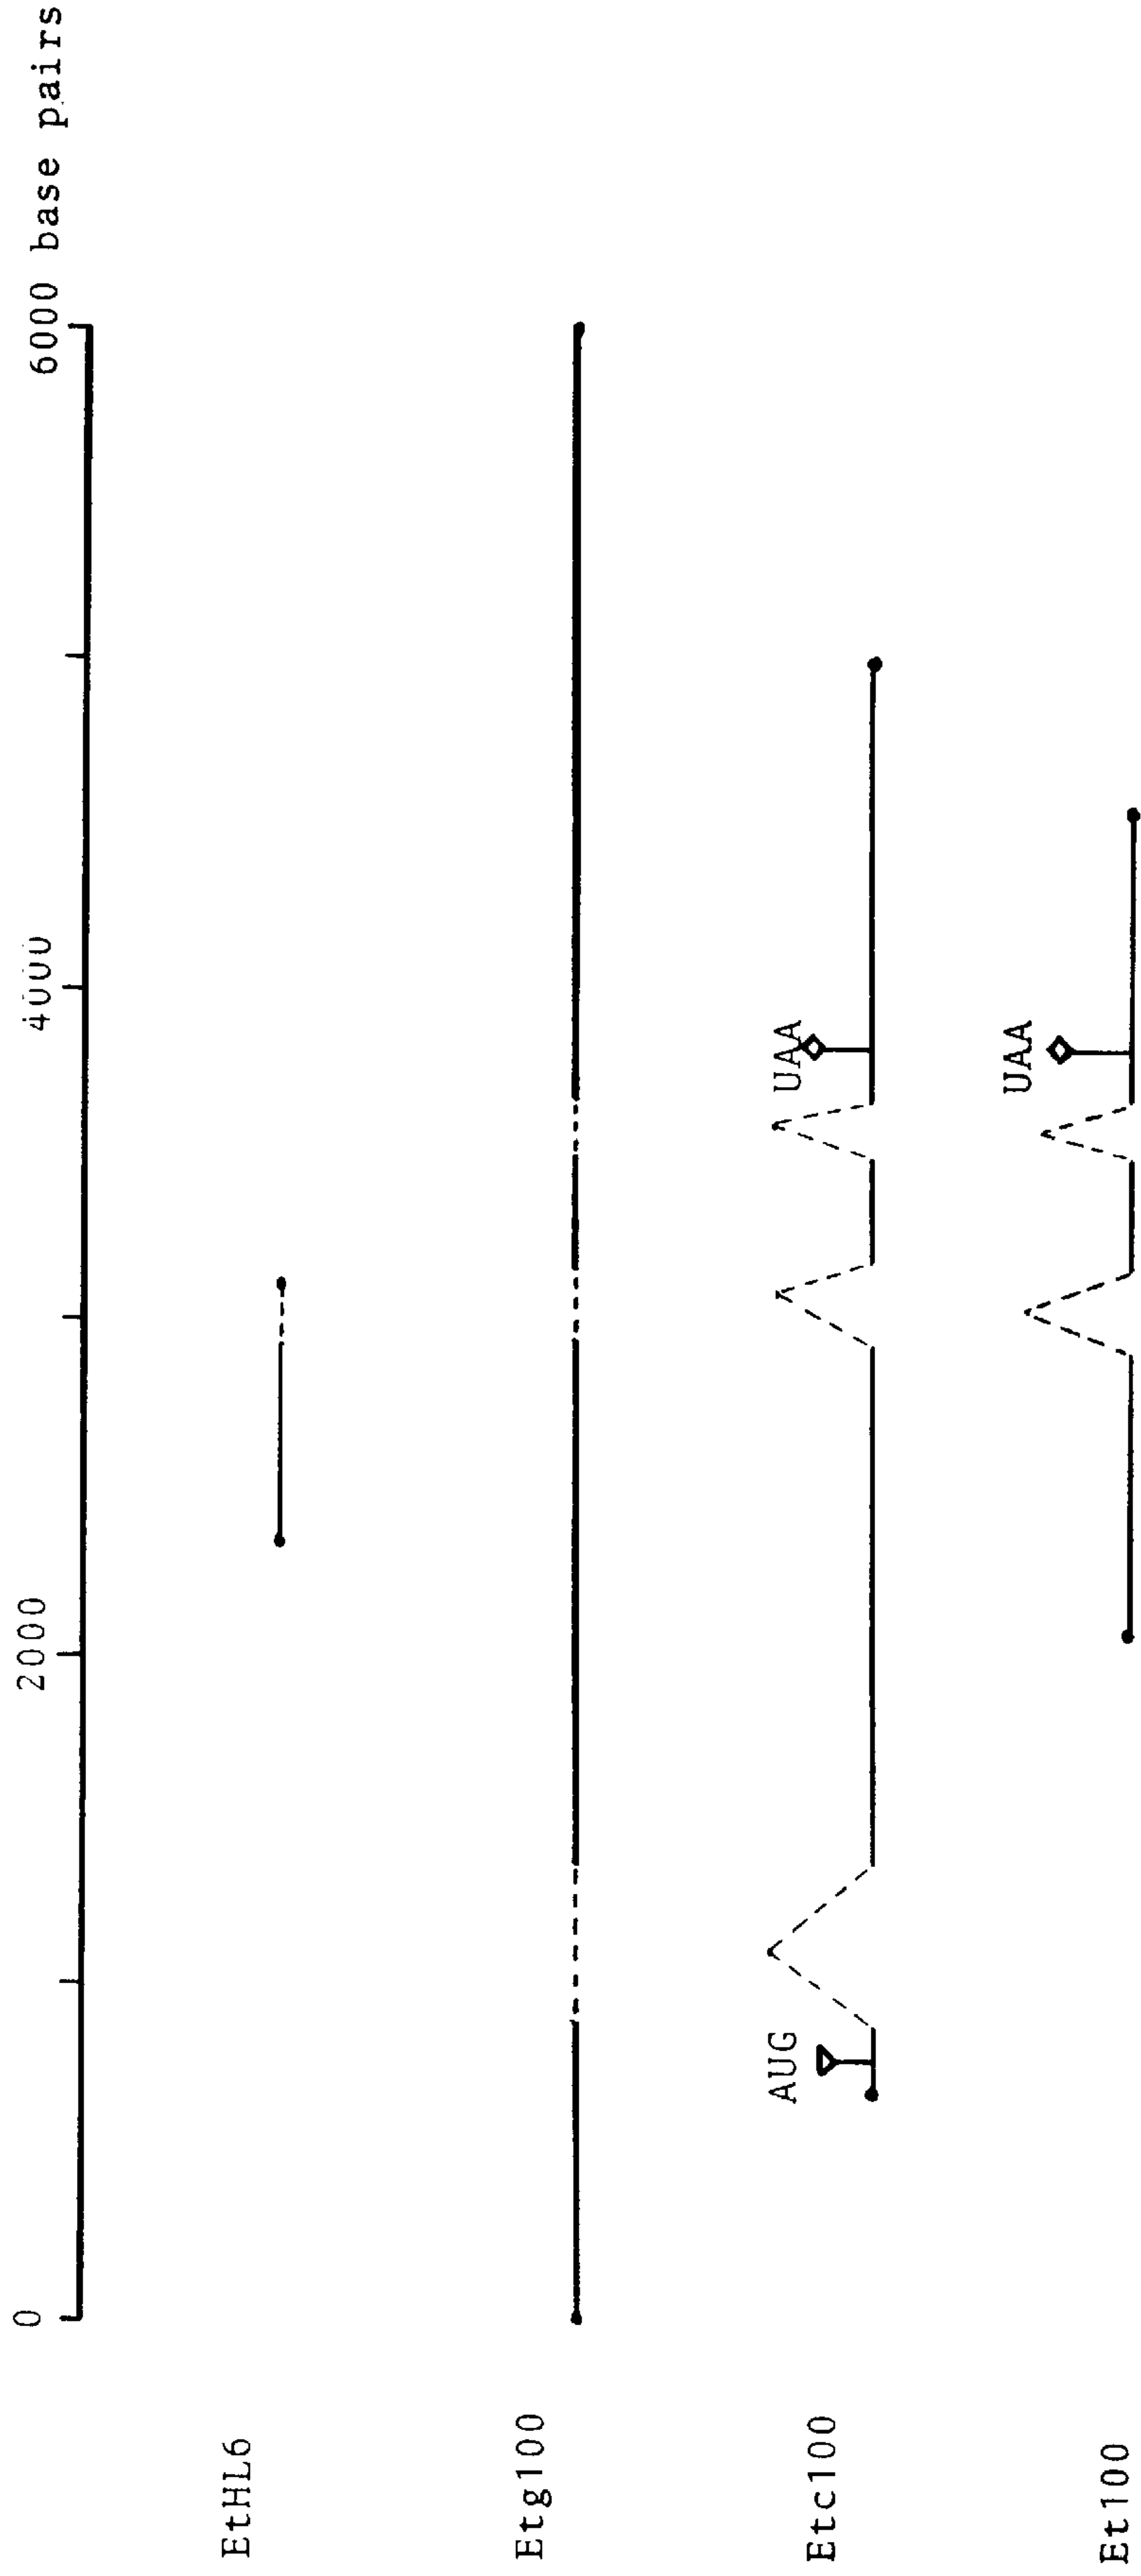 0 2000 4000 6000 base pairs
EtHL6
Etg100
Etc100 AUG UAA
Et100 UAA